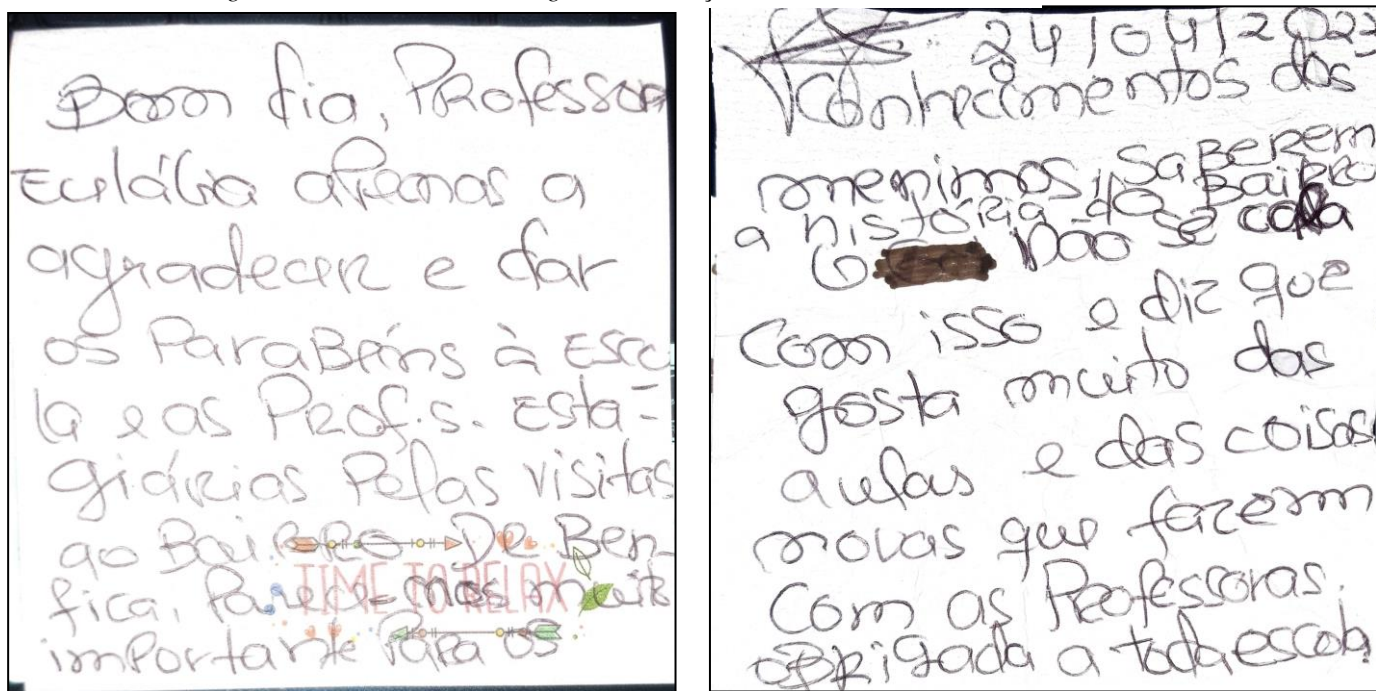 Bom dia, Professora
Eulália apenas a
agradecer e dar
os Parabéns à Esco
la e as Prof.s. Esta-
giárias Pelas visitas
ao Bairro De Ben-
fica, Parece-nos muito
importante Para os
TIME TO RELAX
24/04/2023
Conhecimentos dos
meninos, saberem
a história do Bairro
G não se cala
Com isso e diz que
gosta muito das
aulas e das coisas
novas que fazem
Com as Professoras.
obrigada a toda escola